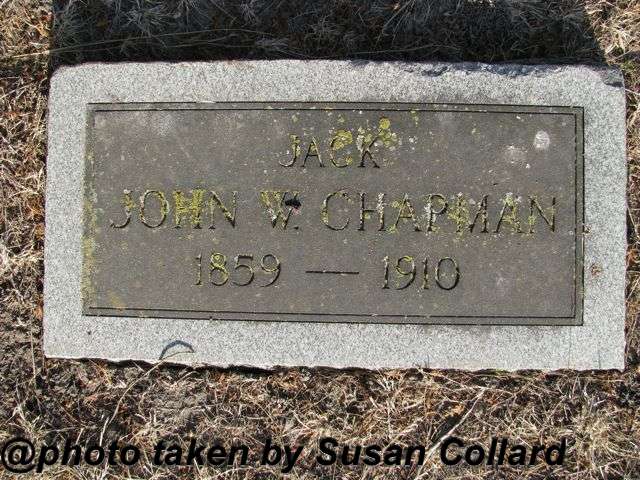 JACK
JOHN W. CHAPMAN
1859 — 1910
@photo taken by Susan Collard